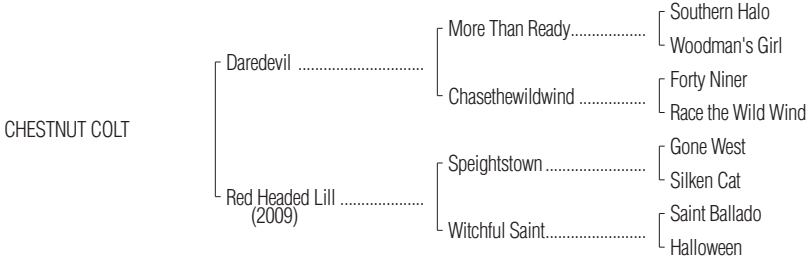 Southern Halo
More Than Ready..................
Woodman's Girl
Daredevil ..............................
Forty Niner
Chasethewildwind ................
Race the Wild Wind
CHESTNUT COLT
Gone West
Speightstown ........................
Silken Cat
Red Headed Lill ....................
(2009)
Saint Ballado
Witchful Saint........................
Halloween